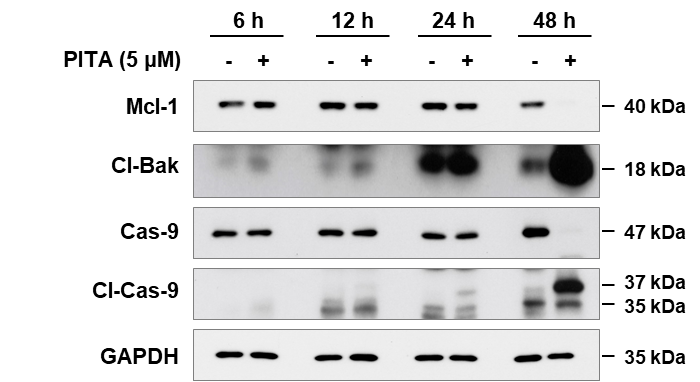 6 h 12 h 24 h 48 h
PITA (5 µM) - + - + - + - +
Mcl-1 40 kDa
Cl-Bak 18 kDa
Cas-9 47 kDa
Cl-Cas-9 37 kDa
35 kDa
GAPDH 35 kDa